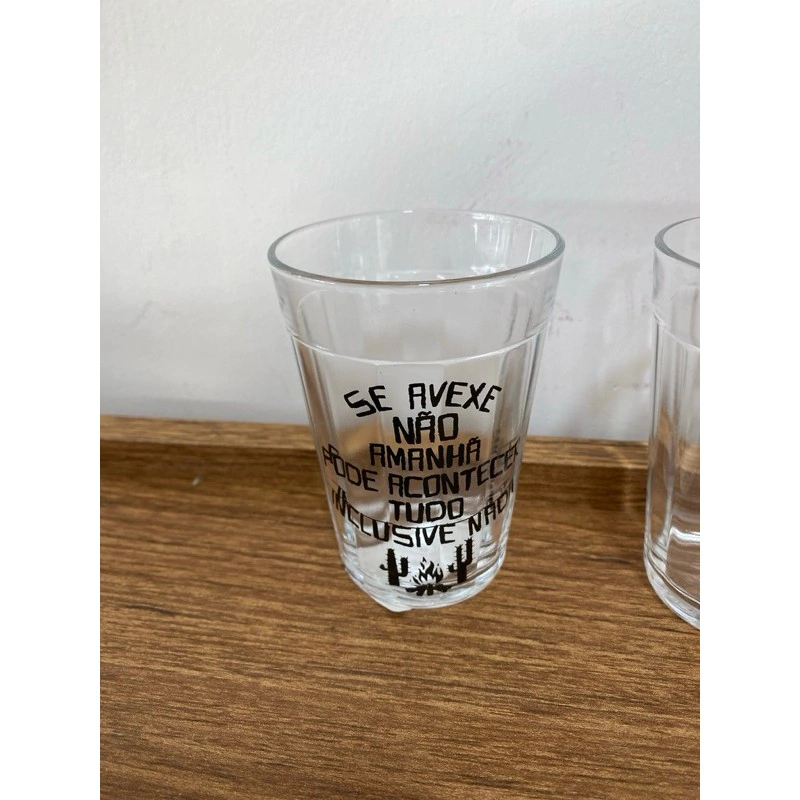 SE AVEXE
NÃO
AMANHÃ
PODE ACONTECER
TUDO
INCLUSIVE NADA